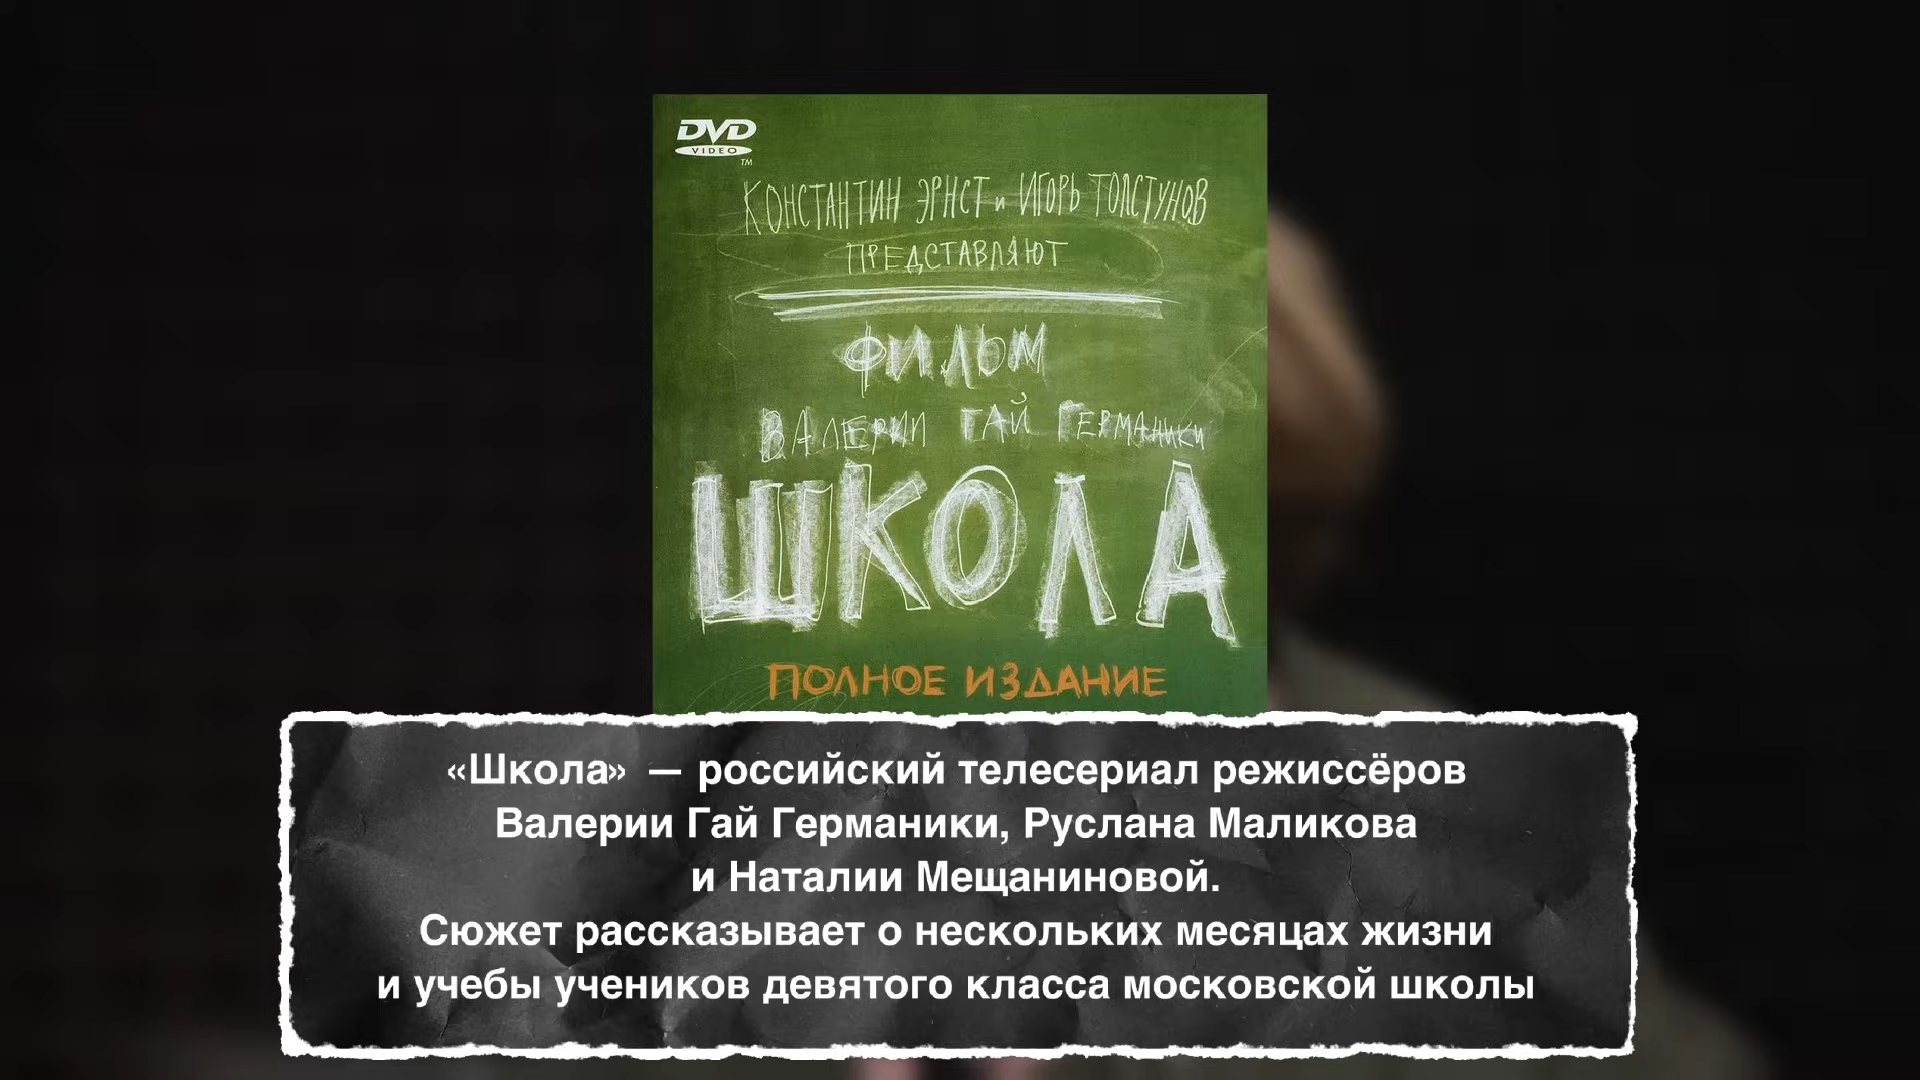 DVD
VIDEO
TM
КОНСТАНТИН ЭРНСТ и ИГОРЬ ТОЛСТУНОВ
ПРЕДСТАВЛЯЮТ
ФИЛЬМ
ВАЛЕРИИ ГАЙ ГЕРМАНИКИ
ШКОЛА
ПОЛНОЕ ИЗДАНИЕ
«Школа» — российский телесериал режиссёров
Валерии Гай Германики, Руслана Маликова
и Наталии Мещаниновой.
Сюжет рассказывает о нескольких месяцах жизни
и учебы учеников девятого класса московской школы